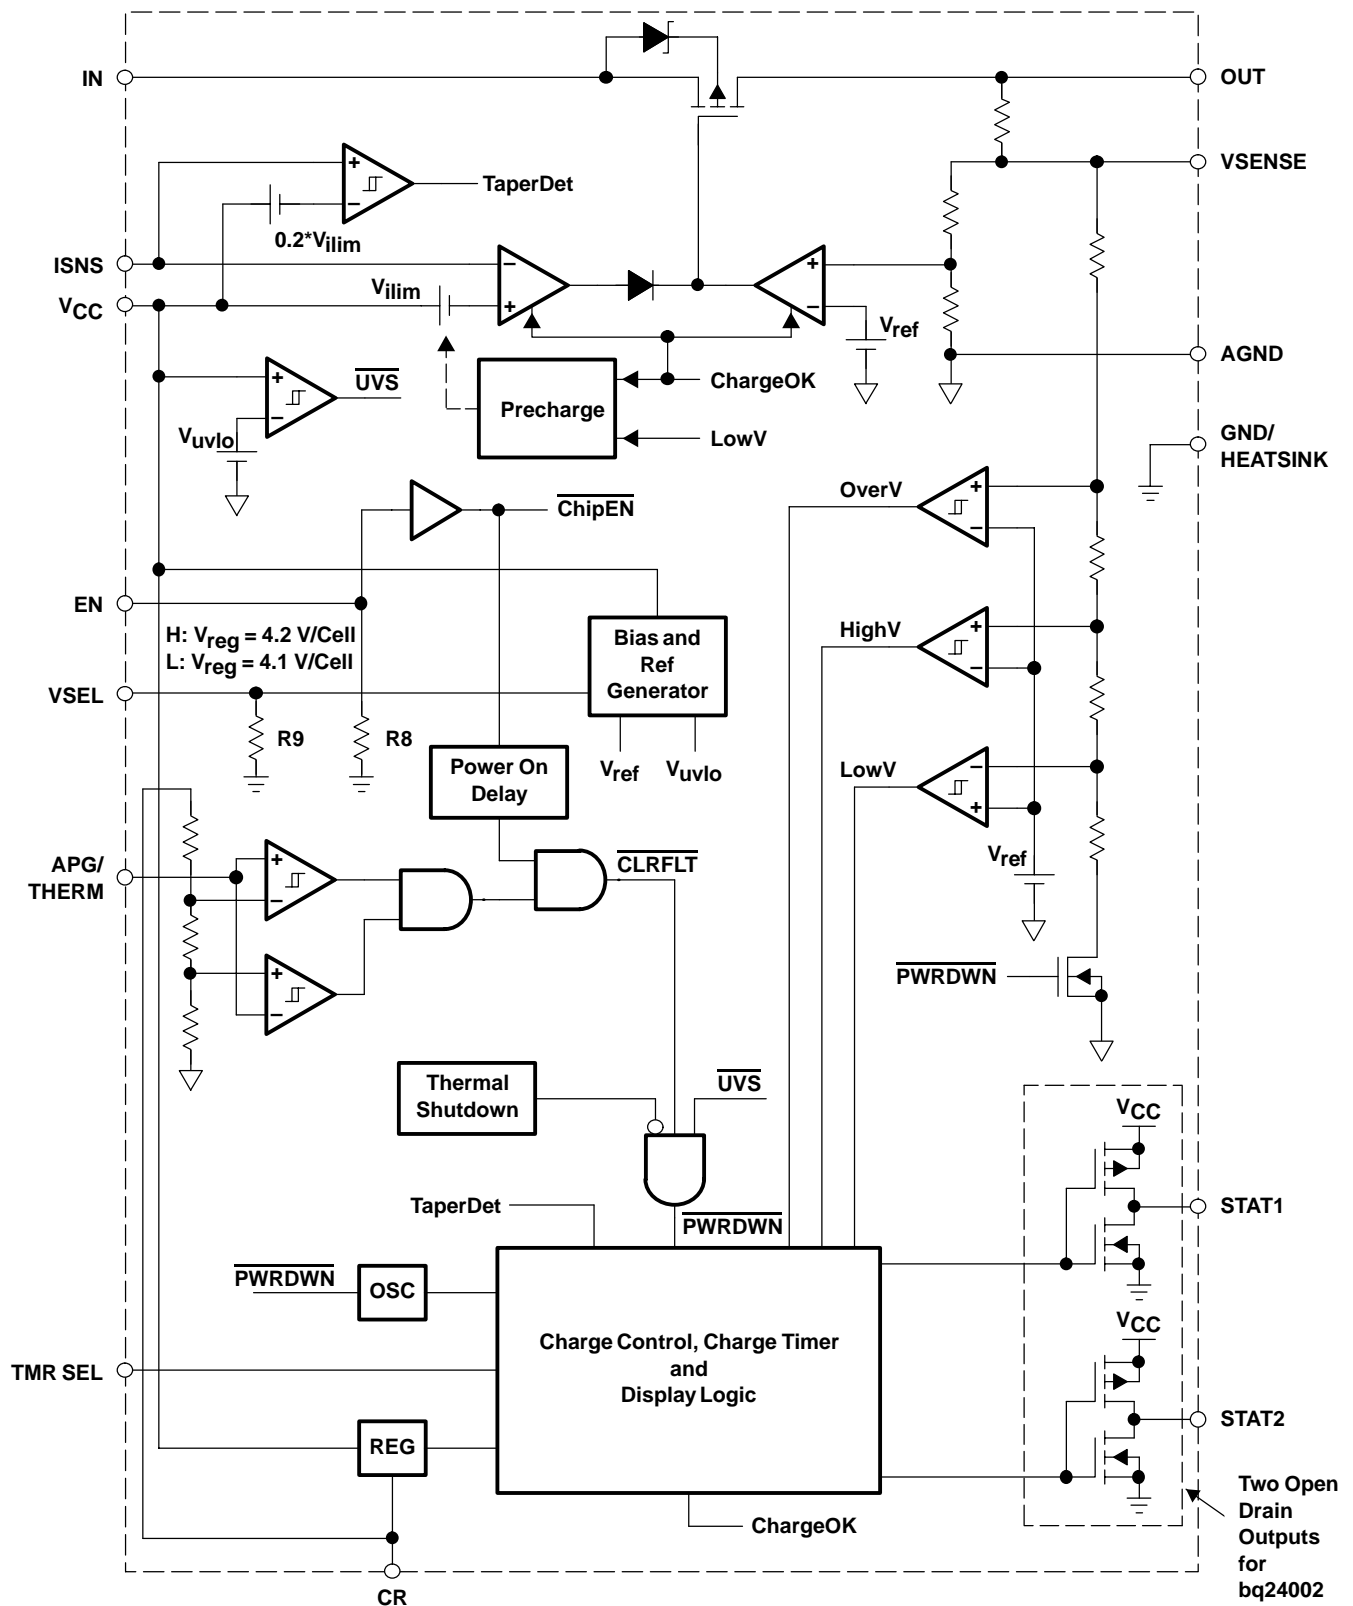 IN
OUT
+
−
TaperDet
VSENSE
0.2*Vilim
ISNS
−
+
+
−
Vilim
VCC
Vref
AGND
+
−
UVS
ChargeOK
Precharge
LowV
Vuvlo
GND/
HEATSINK
OverV
+
−
ChipEN
EN
H: Vreg = 4.2 V/Cell
L: Vreg = 4.1 V/Cell
Bias and
Ref
Generator
HighV
+
−
VSEL
R9
R8
Vref
Vuvlo
Power On
Delay
LowV
−
+
APG/
THERM
+
−
CLRFLT
Vref
+
−
PWRDWN
Thermal
Shutdown
UVS
VCC
TaperDet
PWRDWN
STAT1
PWRDWN
OSC
Charge Control, Charge Timer
and
Display Logic
VCC
TMR SEL
STAT2
REG
Two Open
Drain
Outputs
for
bq24002
ChargeOK
CR